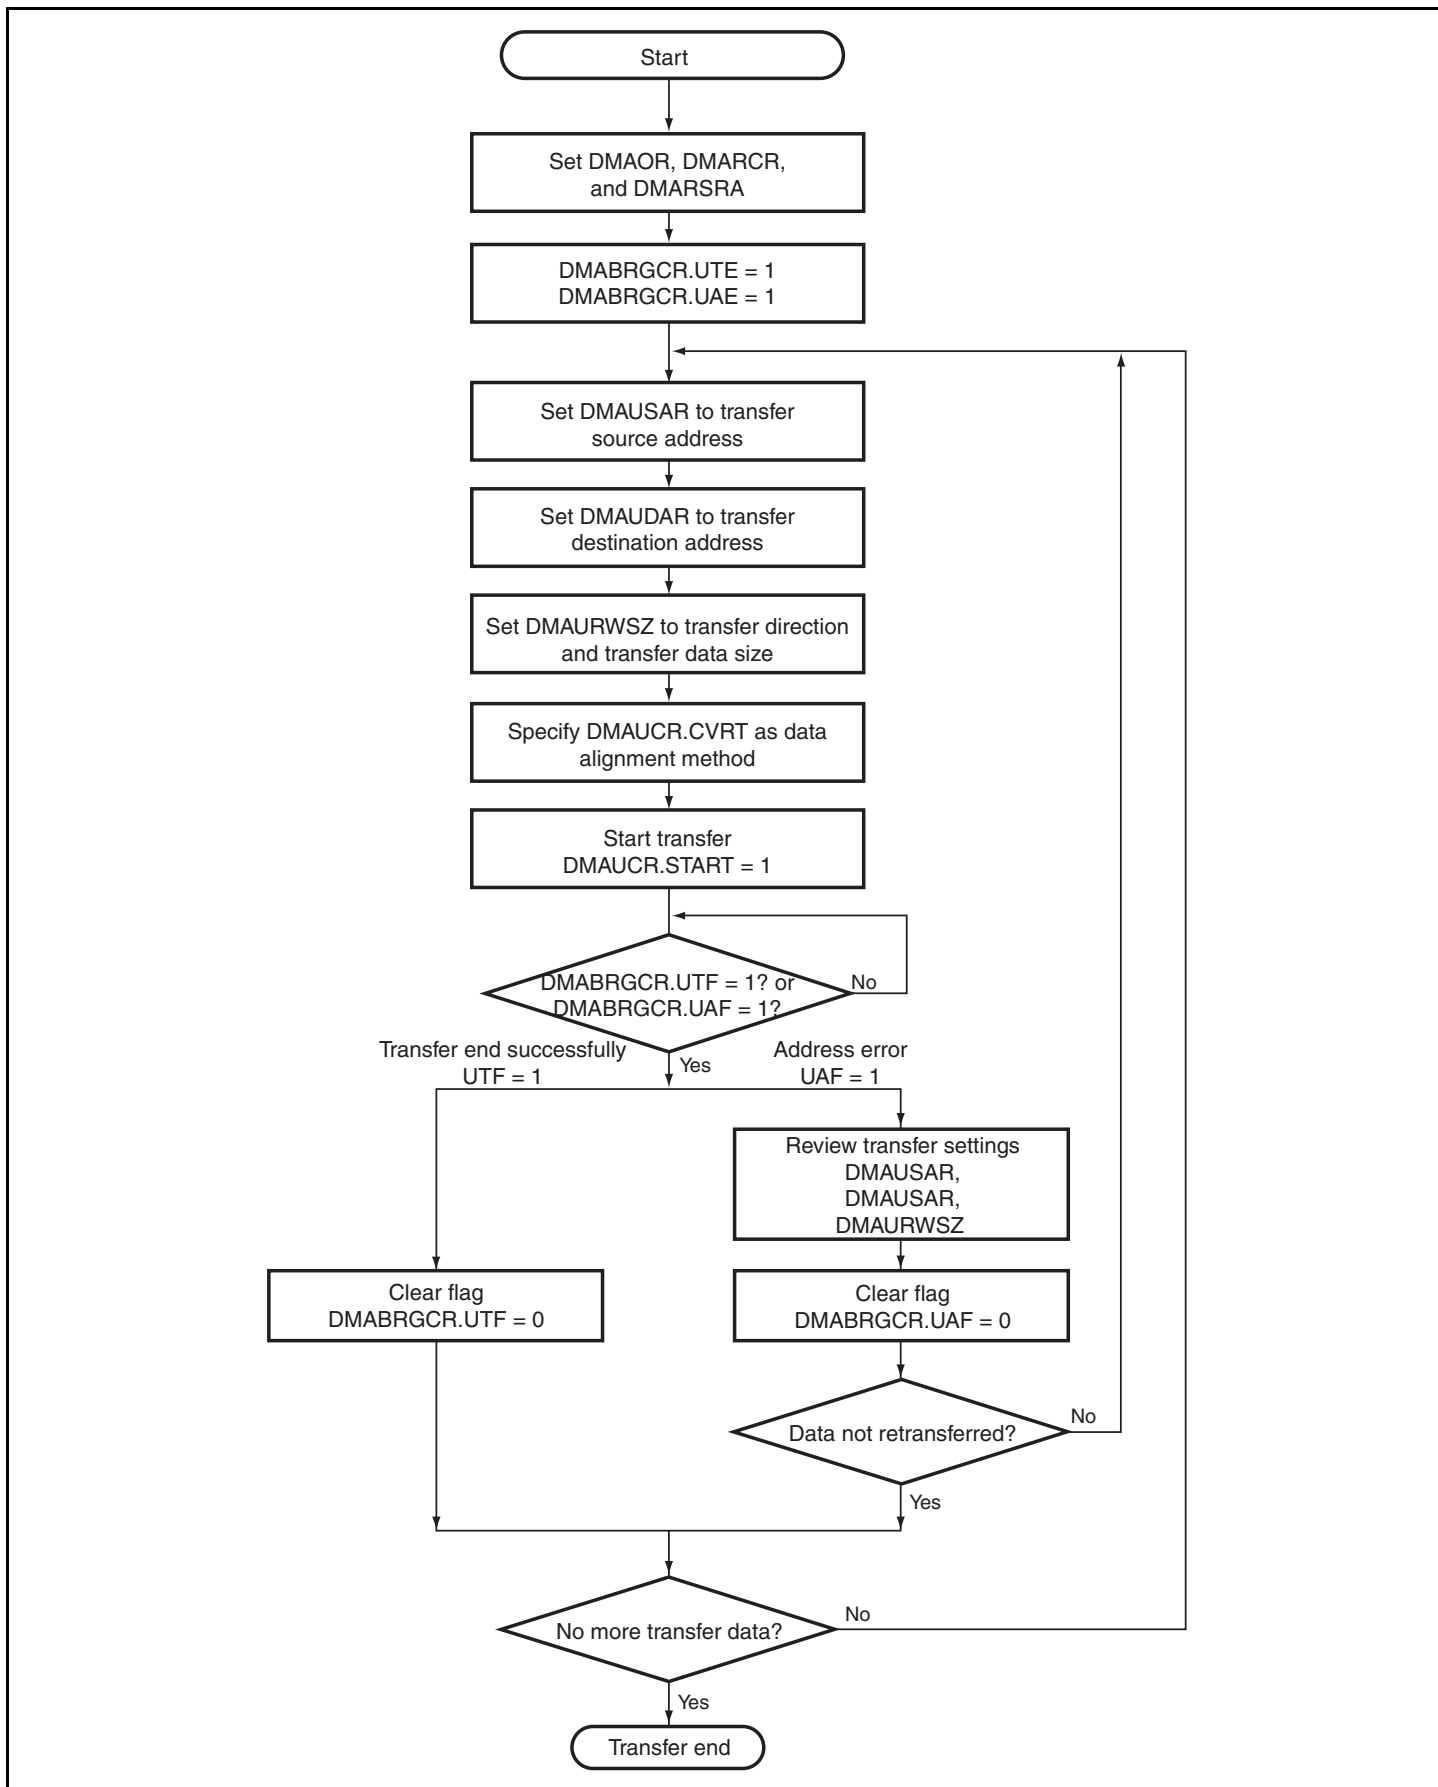 Start
Set DMAOR, DMARCR,
and DMARSRA
DMABRGCR.UTE = 1
DMABRGCR.UAE = 1
Set DMAUSAR to transfer
source address
Set DMAUDAR to transfer
destination address
Set DMAURWSZ to transfer direction
and transfer data size
Specify DMAUCR.CVRT as data
alignment method
Start transfer
DMAUCR.START = 1
DMABRGCR.UTF = 1? or
DMABRGCR.UAF = 1?
No
Yes
Transfer end successfully
UTF = 1
Address error
UAF = 1
Review transfer settings
DMAUSAR,
DMAUSAR,
DMAURWSZ
Clear flag
DMABRGCR.UTF = 0
Clear flag
DMABRGCR.UAF = 0
Data not retransferred?
No
Yes
No more transfer data?
No
Yes
Transfer end